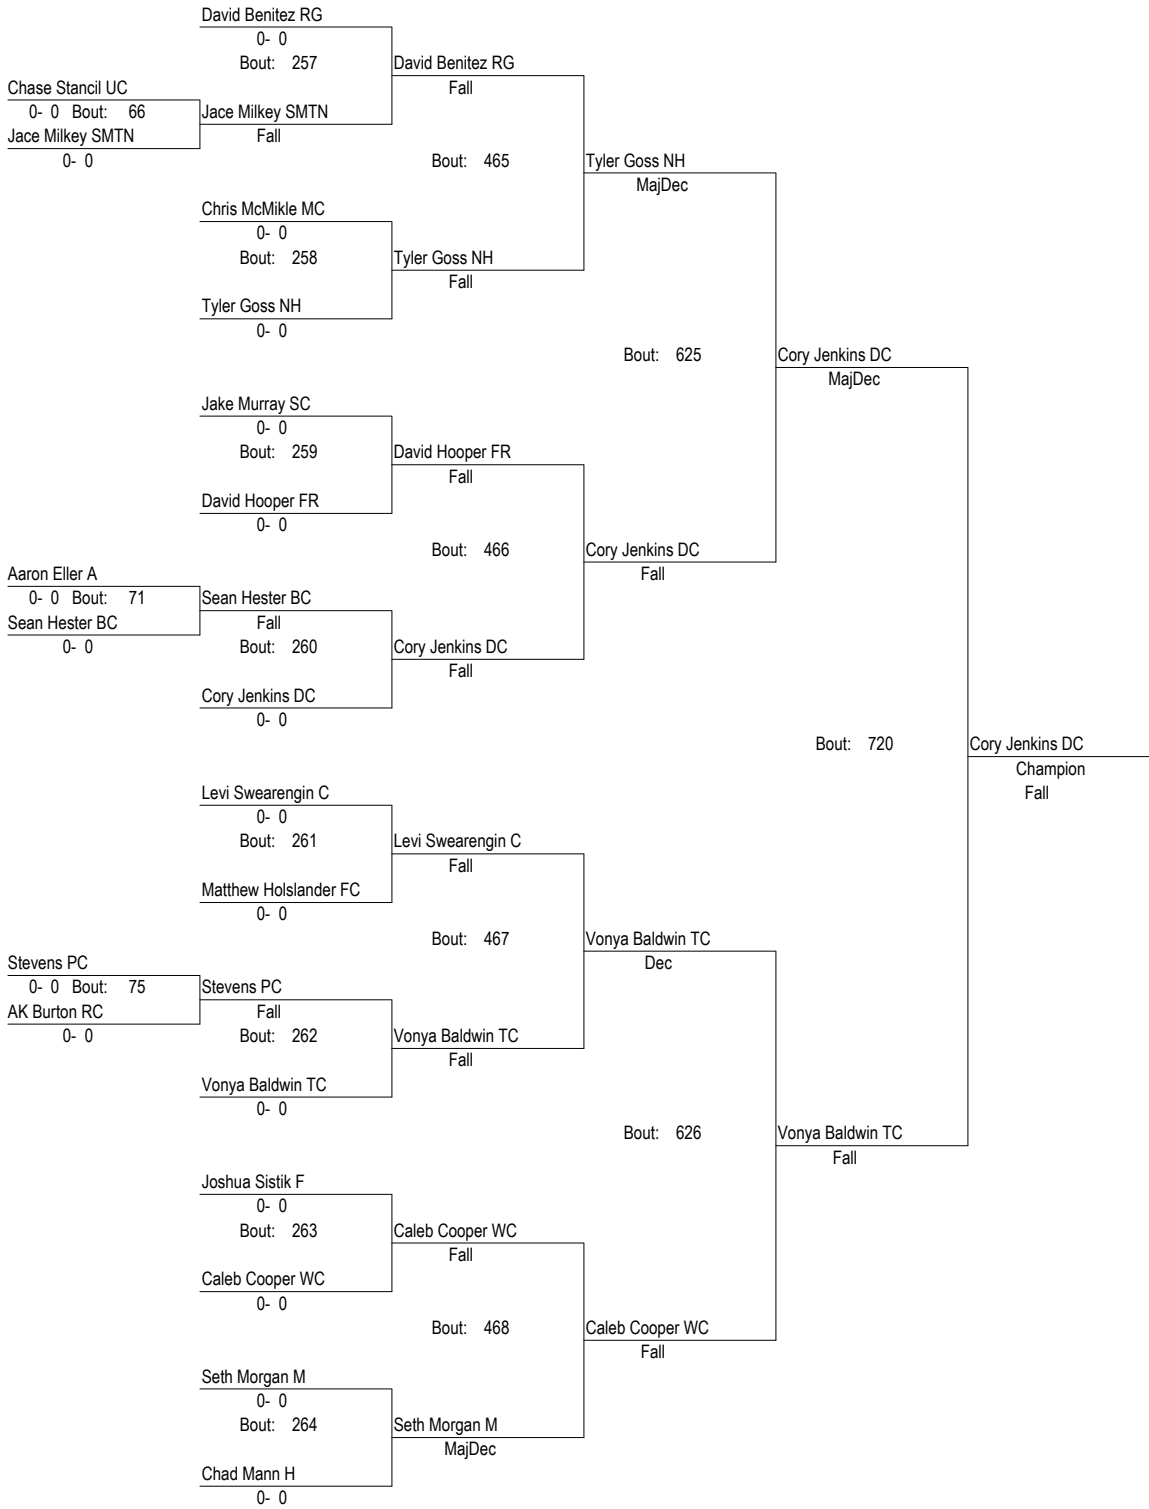 David Benitez RG
0- 0
Bout: 257
David Benitez RG
Fall
Chase Stancil UC
0- 0 Bout: 66
Jace Milkey SMTN
Jace Milkey SMTN
Fall
0- 0
Bout: 465
Tyler Goss NH
MajDec
Chris McMikle MC
0- 0
Bout: 258
Tyler Goss NH
Fall
Tyler Goss NH
0- 0
Bout: 625
Cory Jenkins DC
MajDec
Jake Murray SC
0- 0
Bout: 259
David Hooper FR
Fall
David Hooper FR
0- 0
Bout: 466
Cory Jenkins DC
Fall
Aaron Eller A
0- 0 Bout: 71
Sean Hester BC
Sean Hester BC
Fall
0- 0
Bout: 260
Cory Jenkins DC
Fall
Cory Jenkins DC
0- 0
Bout: 720
Cory Jenkins DC
Champion
Fall
Levi Swearengin C
0- 0
Bout: 261
Levi Swearengin C
Fall
Matthew Holslander FC
0- 0
Bout: 467
Vonya Baldwin TC
Dec
Stevens PC
0- 0 Bout: 75
AK Burton RC
Stevens PC
Fall
0- 0
Bout: 262
Vonya Baldwin TC
Fall
Vonya Baldwin TC
0- 0
Bout: 626
Vonya Baldwin TC
Fall
Joshua Sistik F
0- 0
Bout: 263
Caleb Cooper WC
Fall
Caleb Cooper WC
0- 0
Bout: 468
Caleb Cooper WC
Fall
Seth Morgan M
0- 0
Bout: 264
Seth Morgan M
MajDec
Chad Mann H
0- 0